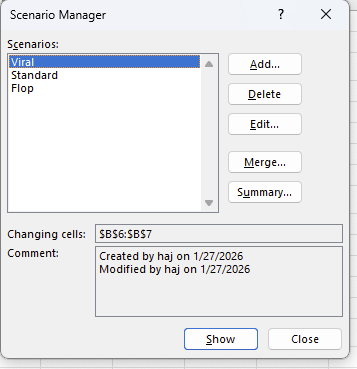 Scenario Manager
?
Scenarios:
Viral
Standard
Flop
Add...
Delete
Edit...
Merge...
Summary...
Changing cells:
$B$6:$B$7
Comment:
Created by haj on 1/27/2026
Modified by haj on 1/27/2026
Show
Close